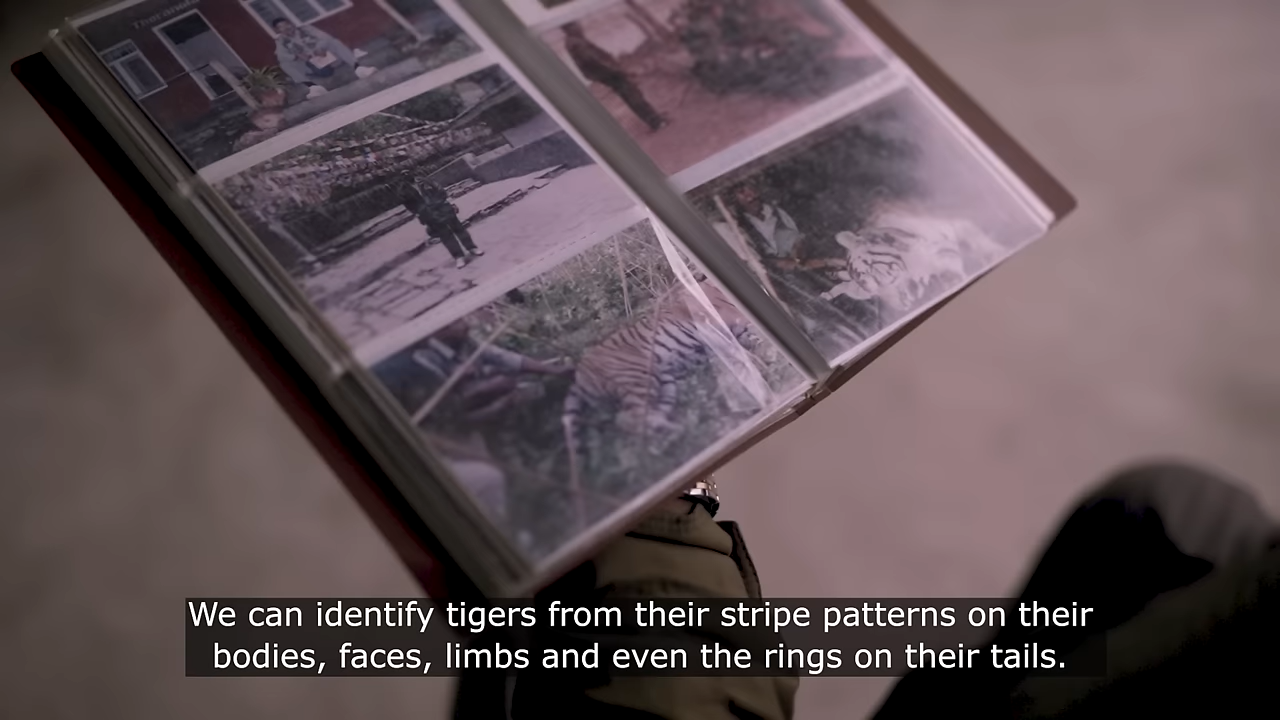 We can identify tigers from their stripe patterns on their
bodies, faces, limbs and even the rings on their tails.